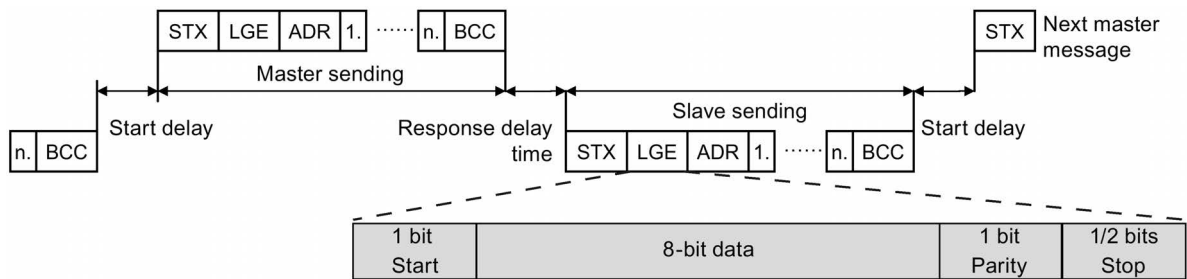 STX LGE ADR 1. ...... n. BCC
STX
Next master
message
Master sending
Start delay
Response delay
time
Slave sending
Start delay
n. BCC
STX LGE ADR 1. ...... n. BCC
1 bit
Start
8-bit data
1 bit
Parity
1/2 bits
Stop